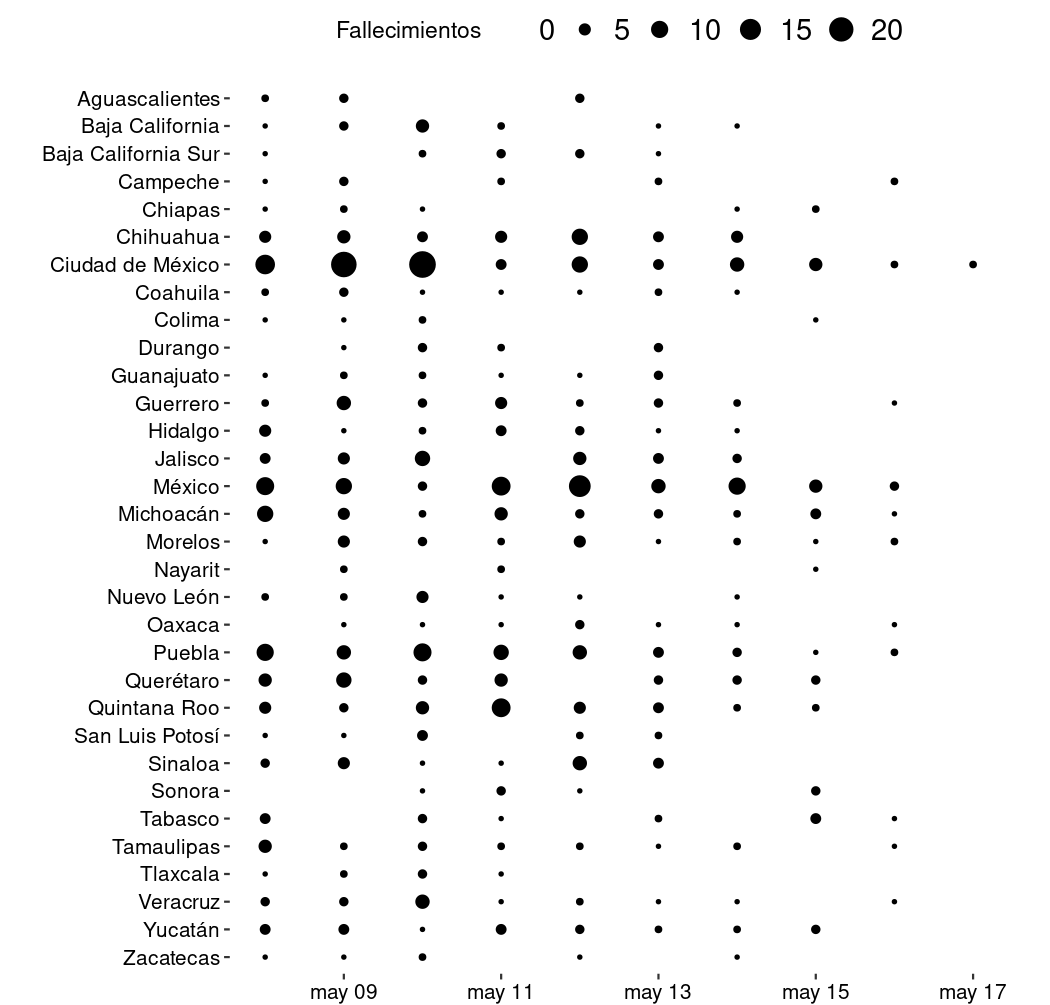 Fallecimientos 0 5 10 15 20
Aguascalientes
Baja California
Baja California Sur
Campeche
Chiapas
Chihuahua
Ciudad de México
Coahuila
Colima
Durango
Guanajuato
Guerrero
Hidalgo
Jalisco
México
Michoacán
Morelos
Nayarit
Nuevo León
Oaxaca
Puebla
Querétaro
Quintana Roo
San Luis Potosí
Sinaloa
Sonora
Tabasco
Tamaulipas
Tlaxcala
Veracruz
Yucatán
Zacatecas
may 09 may 11 may 13 may 15 may 17